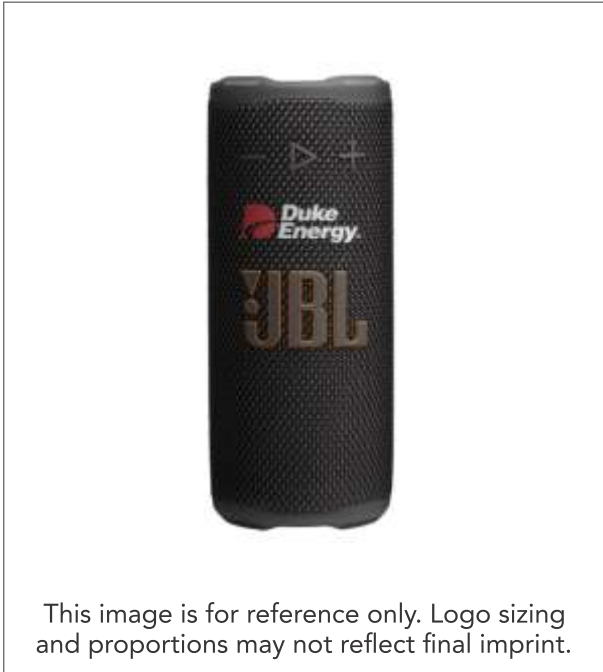 Duke
Energy.
JBL
This image is for reference only. Logo sizing
and proportions may not reflect final imprint.